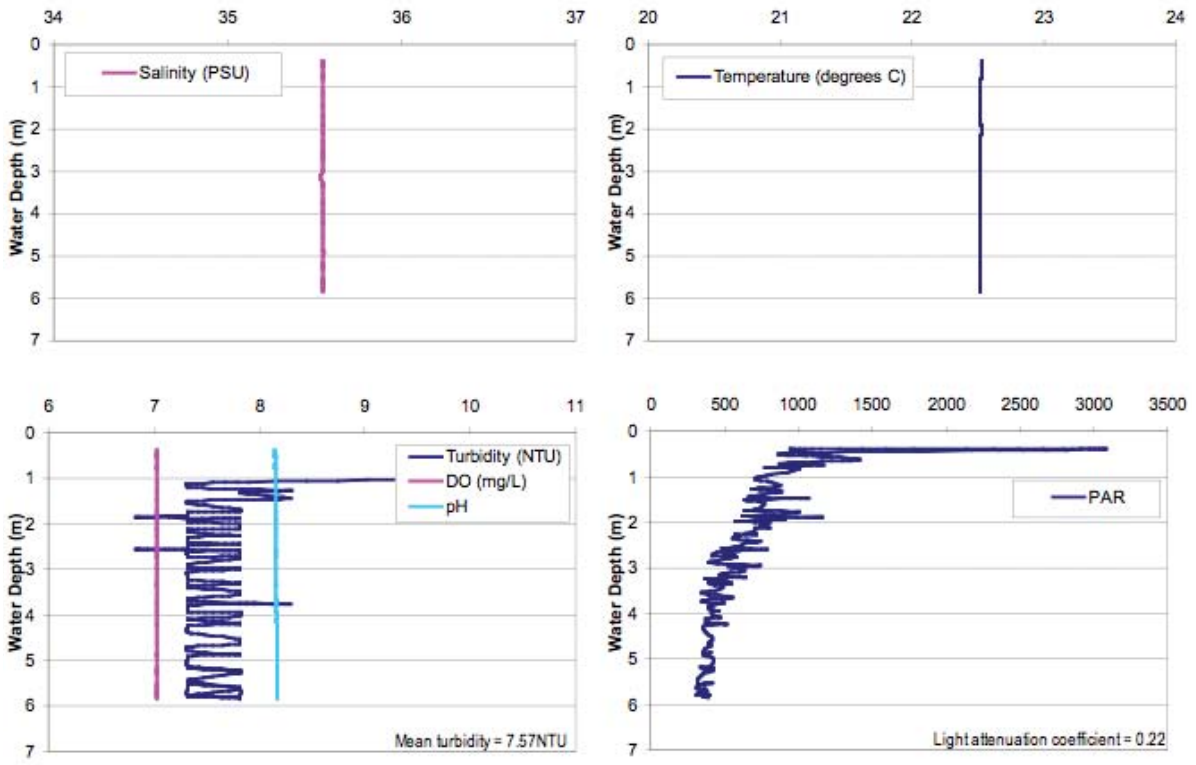 34 35 36 37
0
1
2
3
4
5
6
7
Water Depth (m)
Salinity (PSU)
20 21 22 23 24
0
1
2
3
4
5
6
7
Water Depth (m)
Temperature (degrees C)
6 7 8 9 10 11
0
1
2
3
4
5
6
7
Water Depth (m)
Turbidity (NTU)
DO (mg/L)
pH
Mean turbidity = 7.57NTU
0 500 1000 1500 2000 2500 3000 3500
0
1
2
3
4
5
6
7
Water Depth (m)
PAR
Light attenuation coefficient = 0.22